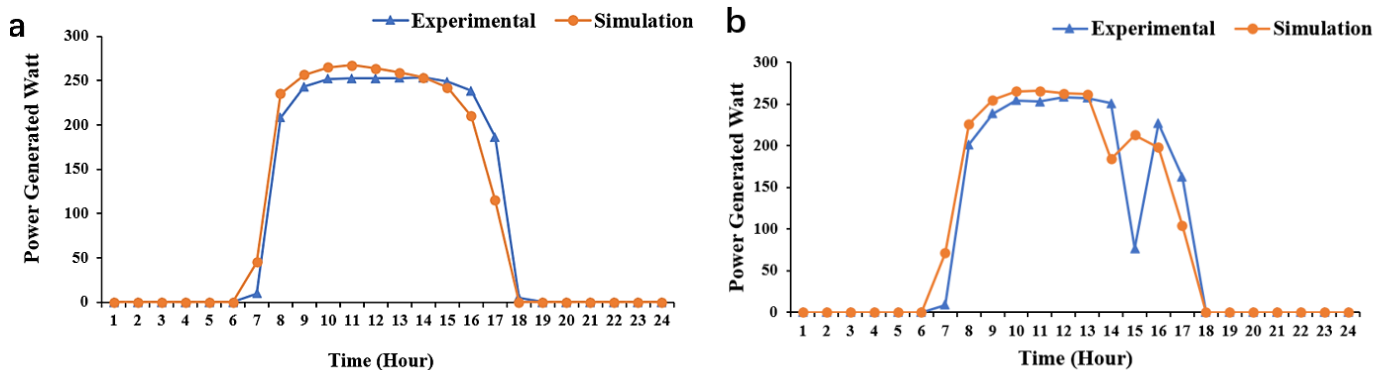 a
Experimental Simulation
300
250
200
150
100
50
0
Power Generated Watt
1 2 3 4 5 6 7 8 9 10 11 12 13 14 15 16 17 18 19 20 21 22 23 24
Time (Hour)
b
Experimental Simulation
300
250
200
150
100
50
0
Power Generated Watt
1 2 3 4 5 6 7 8 9 10 11 12 13 14 15 16 17 18 19 20 21 22 23 24
Time (Hour)